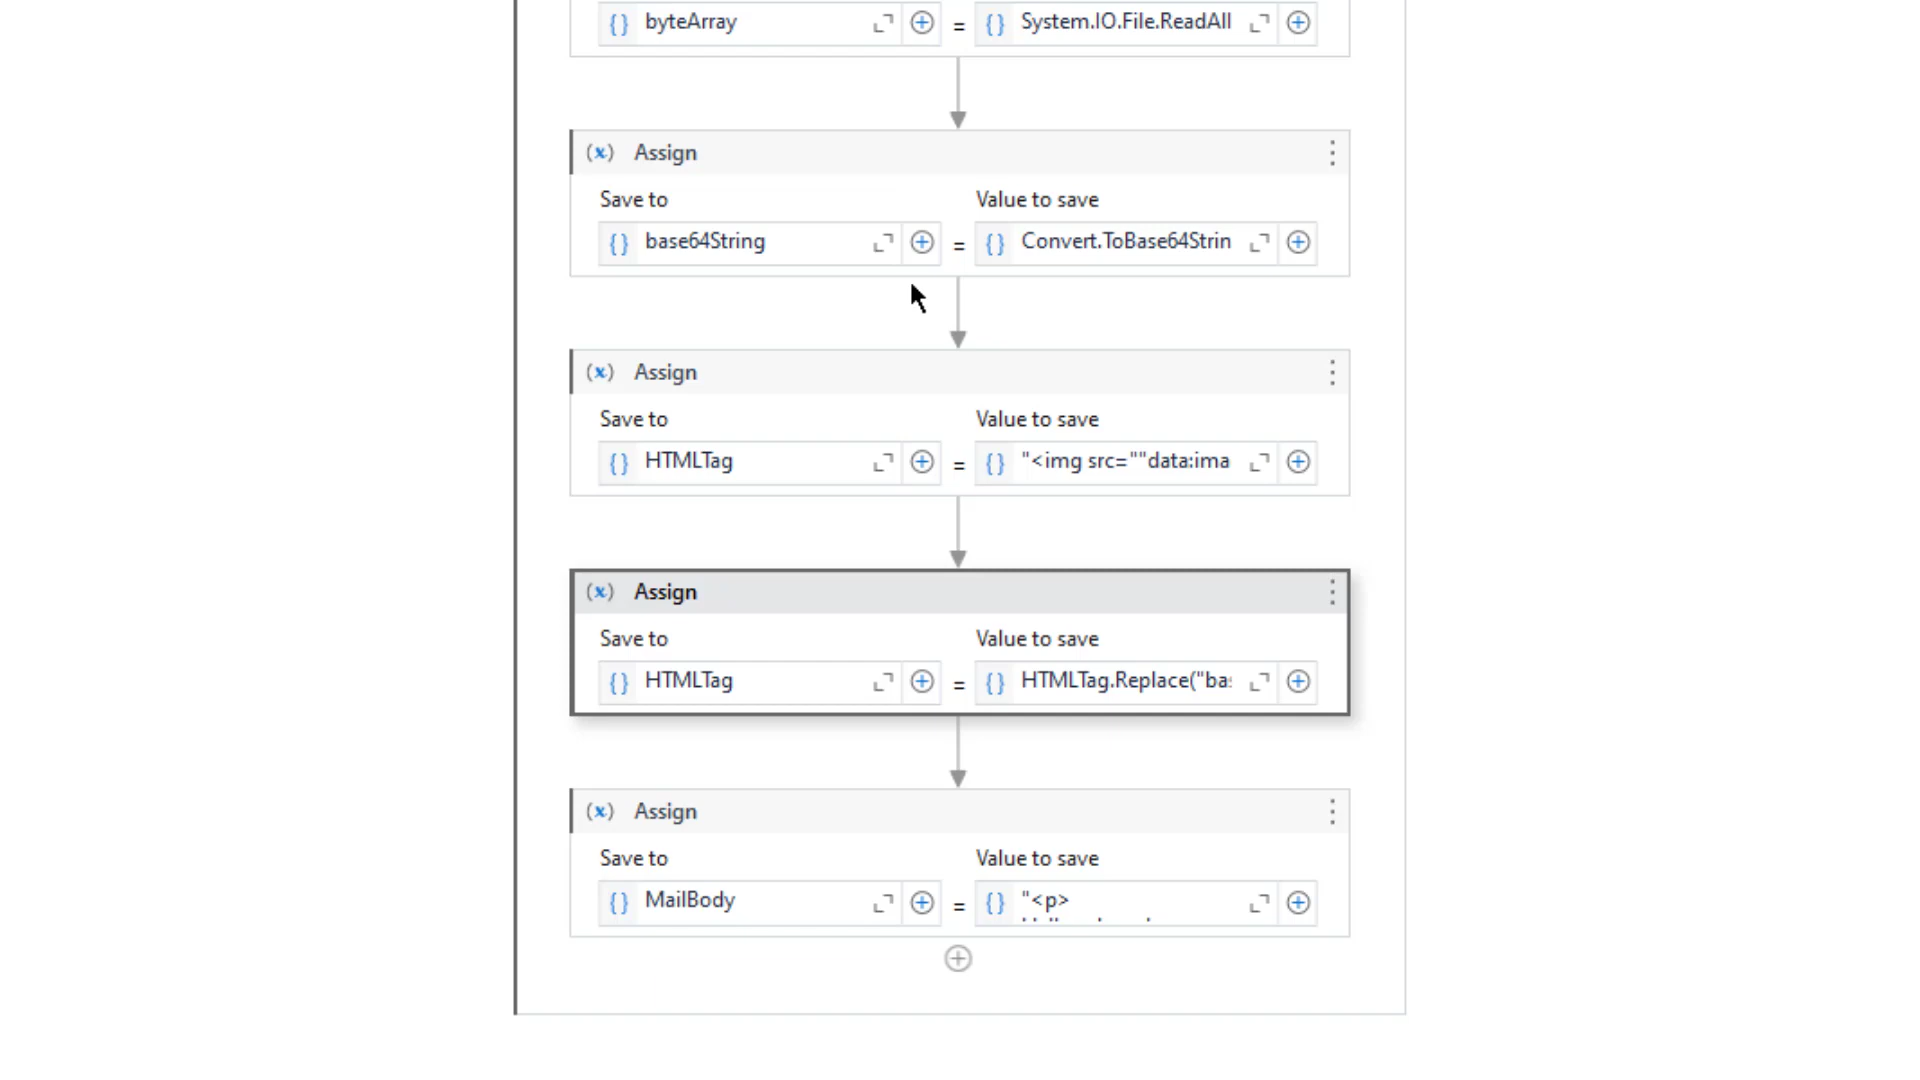 {} byteArray = {} System.IO.File.ReadAll
(x) Assign
Save to Value to save
{} base64String = {} Convert.ToBase64Strin
(x) Assign
Save to Value to save
{} HTMLTag = {} "<img src=""data:ima
(x) Assign
Save to Value to save
{} HTMLTag = {} HTMLTag.Replace("ba
(x) Assign
Save to Value to save
{} MailBody = {} "<p>